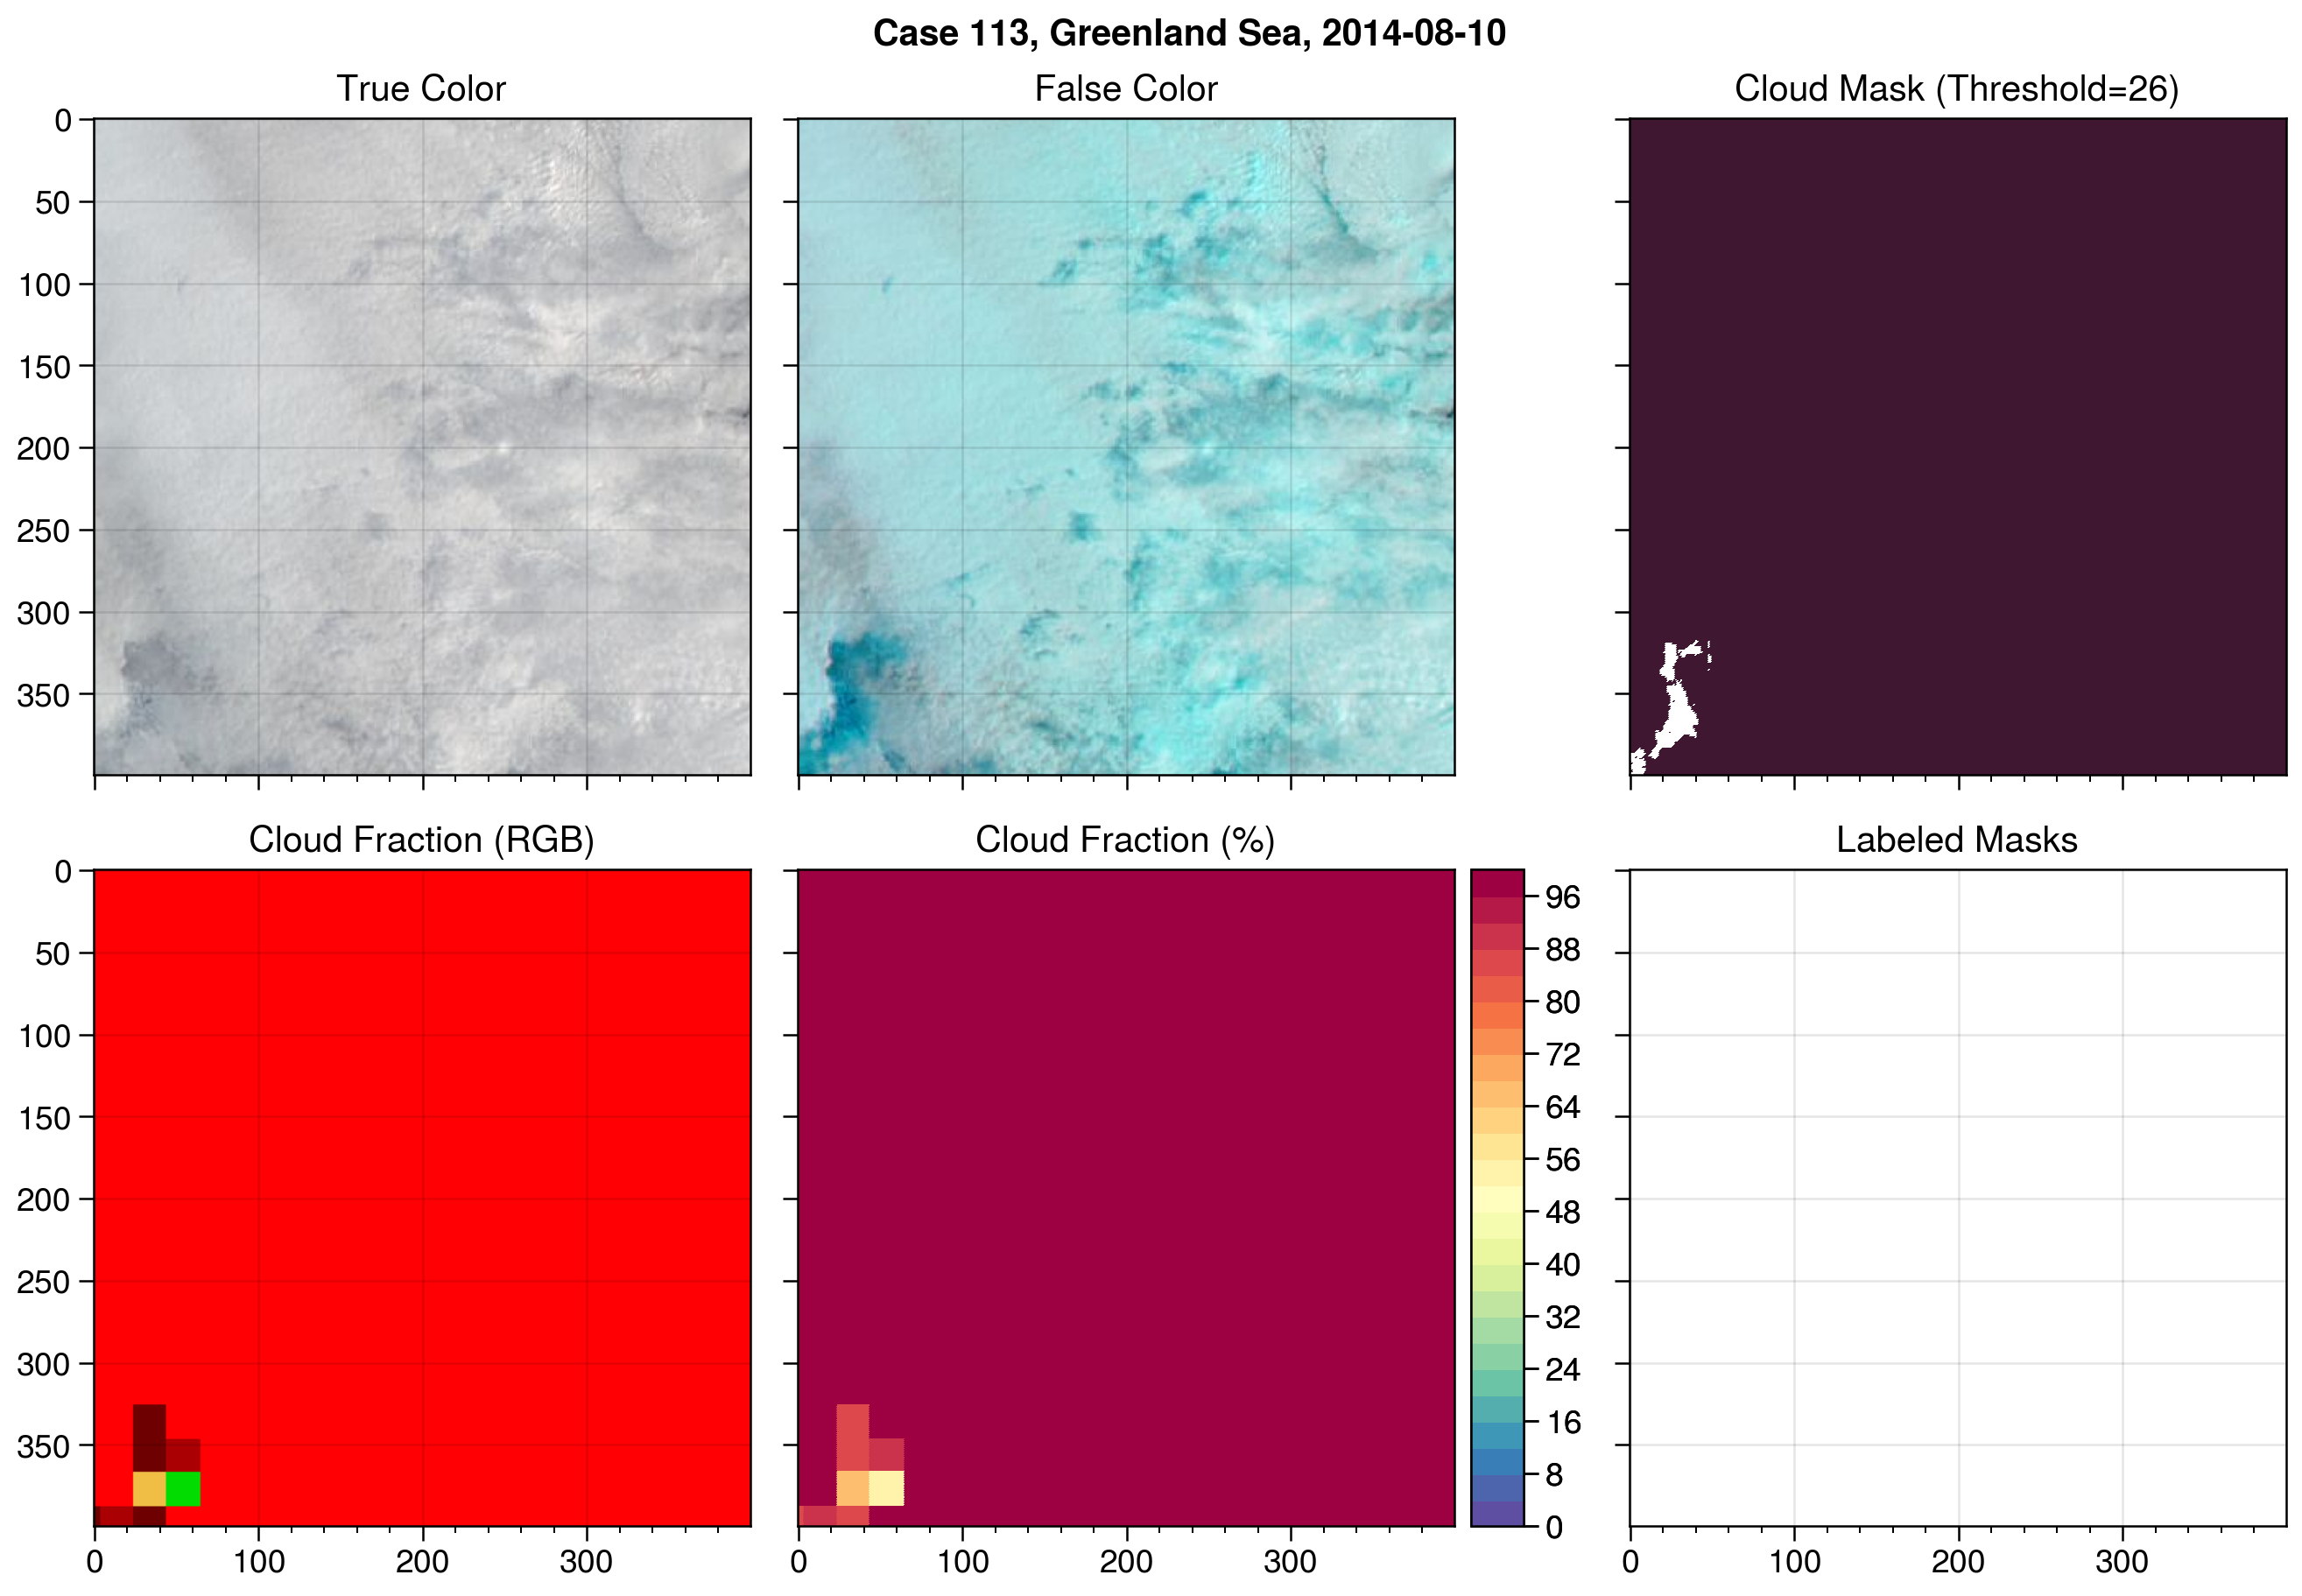 Case 113, Greenland Sea, 2014-08-10
True Color
False Color
Cloud Mask (Threshold=26)
0
50
100
150
200
250
300
350
Cloud Fraction (RGB)
Cloud Fraction (%)
Labeled Masks
0
50
100
150
200
250
300
350
96
88
80
72
64
56
48
40
32
24
16
8
0
0 100 200 300
0 100 200 300
0 100 200 300